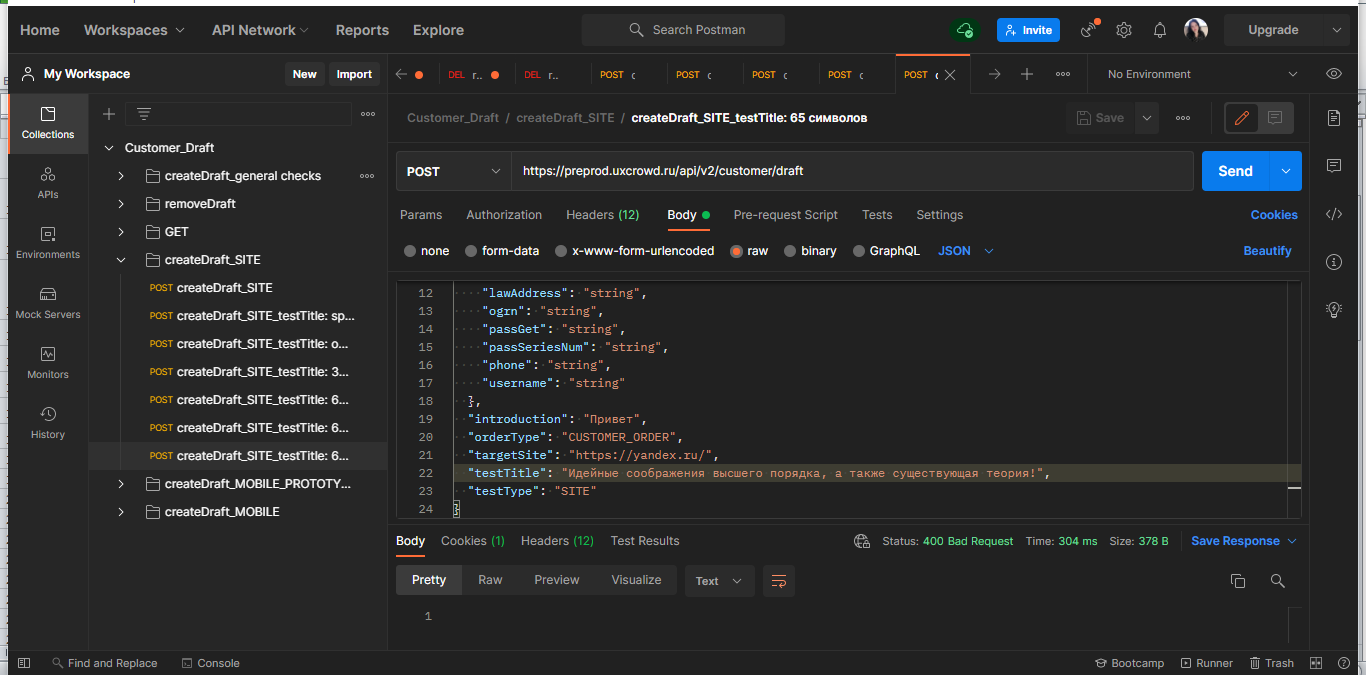 Home Workspaces API Network Reports Explore Search Postman Invite Upgrade
My Workspace New Import DEL r.. DEL r.. POST c POST c POST c POST c POST c No Environment
Collections
APIs
Environments
Mock Servers
Monitors
History
Customer_Draft
createDraft_general checks
removeDraft
GET
createDraft_SITE
POST createDraft_SITE
POST createDraft_SITE_testTitle: sp...
POST createDraft_SITE_testTitle: o...
POST createDraft_SITE_testTitle: 3...
POST createDraft_SITE_testTitle: 6...
POST createDraft_SITE_testTitle: 6...
POST createDraft_SITE_testTitle: 6...
createDraft_MOBILE_PROTOTY...
createDraft_MOBILE
Customer_Draft / createDraft_SITE / createDraft_SITE_testTitle: 65 символов Save
POST https://preprod.uxcrowd.ru/api/v2/customer/draft Send
Params Authorization Headers (12) Body Pre-request Script Tests Settings Cookies
none form-data x-www-form-urlencoded raw binary GraphQL JSON Beautify
12 "lawAddress": "string",
13 "ogrn": "string",
14 "passGet": "string",
15 "passSeriesNum": "string",
16 "phone": "string",
17 "username": "string"
18 },
19 "introduction": "Привет",
20 "orderType": "CUSTOMER_ORDER",
21 "targetSite": "https://yandex.ru/",
22 "testTitle": "Идейные соображения высшего порядка, а также существующая теория!",
23 "testType": "SITE"
24 }
Body Cookies (1) Headers (12) Test Results Status: 400 Bad Request Time: 304 ms Size: 378 B Save Response
Pretty Raw Preview Visualize Text
1
Find and Replace Console Bootcamp Runner Trash